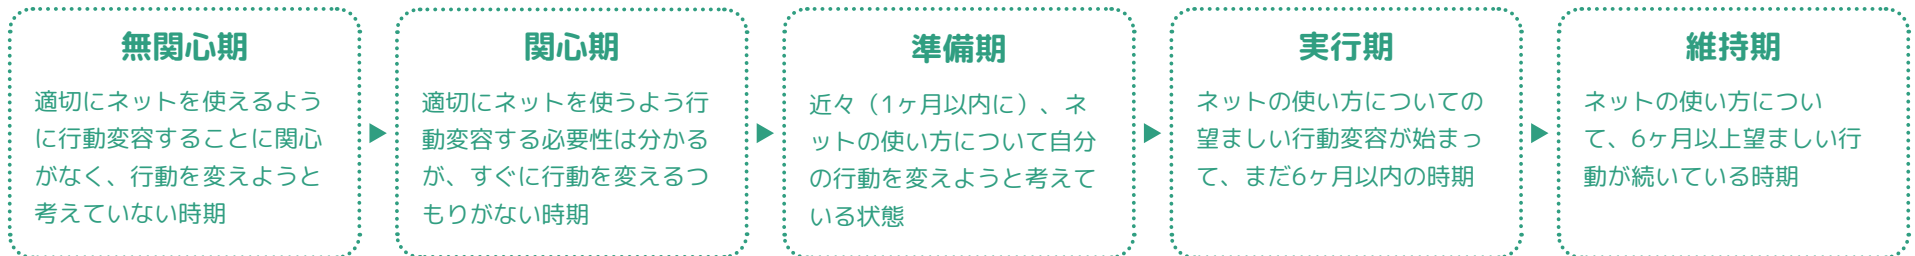 無関心期
適切にネットを使えるよう
に行動変容することに関心
がなく、行動を変えようと
考えていない時期
関心期
適切にネットを使うよう行
動変容する必要性は分かる
が、すぐに行動を変えるつ
もりがない時期
準備期
近々（1ヶ月以内に）、ネ
ットの使い方について自分
の行動を変えようと考えて
いる状態
実行期
ネットの使い方についての
望ましい行動変容が始まっ
て、まだ6ヶ月以内の時期
維持期
ネットの使い方につい
て、6ヶ月以上望ましい行
動が続いている時期